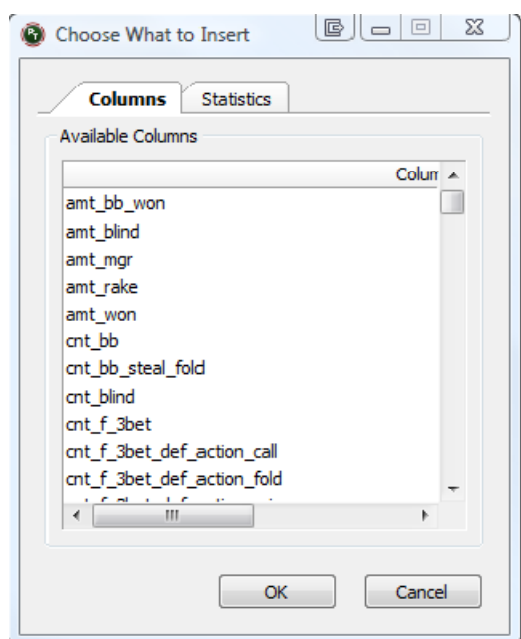 Choose What to Insert
Columns Statistics
Available Columns
Colum
amt_bb_won
amt_blind
amt_mgr
amt_rake
amt_won
cnt_bb
cnt_bb_steal_fold
cnt_blind
cnt_f_3bet
cnt_f_3bet_def_action_call
cnt_f_3bet_def_action_fold
OK Cancel